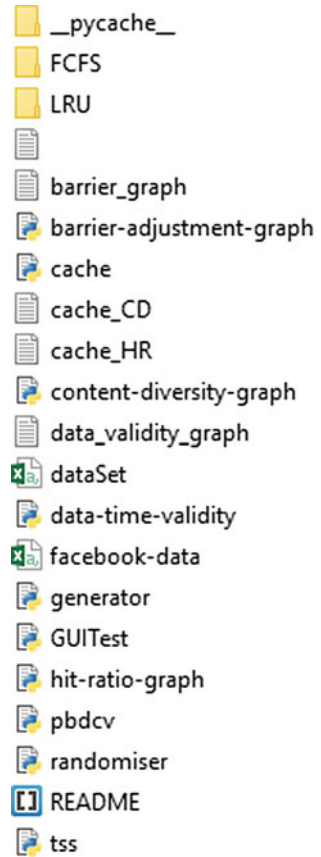 __pycache__
FCFS
LRU
barrier_graph
barrier-adjustment-graph
cache
cache_CD
cache_HR
content-diversity-graph
data_validity_graph
dataSet
data-time-validity
facebook-data
generator
GUITest
hit-ratio-graph
pbdcv
randomiser
README
tss